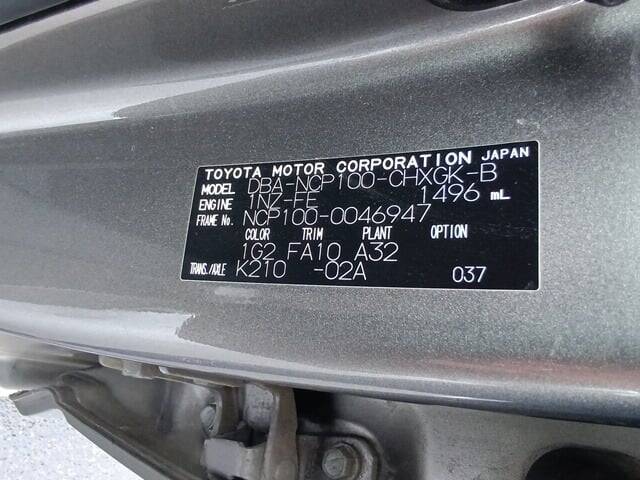 TOYOTA MOTOR CORPORATION JAPAN
MODEL DBA-NCP100-CHXGK-B
ENGINE 1NZ-FE 1496 mL
FRAME No. NCP100-0046947
COLOR TRIM PLANT OPTION
1G2 FA10 A32
TRANS./AXLE K210 -02A 037